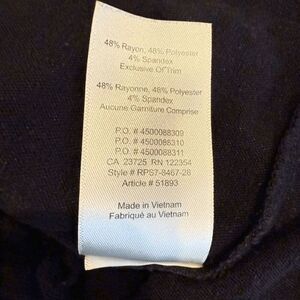 48% Rayon, 48% Polyester
4% Spandex
Exclusive Of Trim
48% Rayonne, 48% Polyester
4% Spandex
Aucune Garniture Comprise
P.O. # 4500088309
P.O. # 4500088310
P.O. # 4500088311
CA 23725 RN 122354
Style # RPS7-8467-28
Article # 51893
Made in Vietnam
Fabriqué au Vietnam